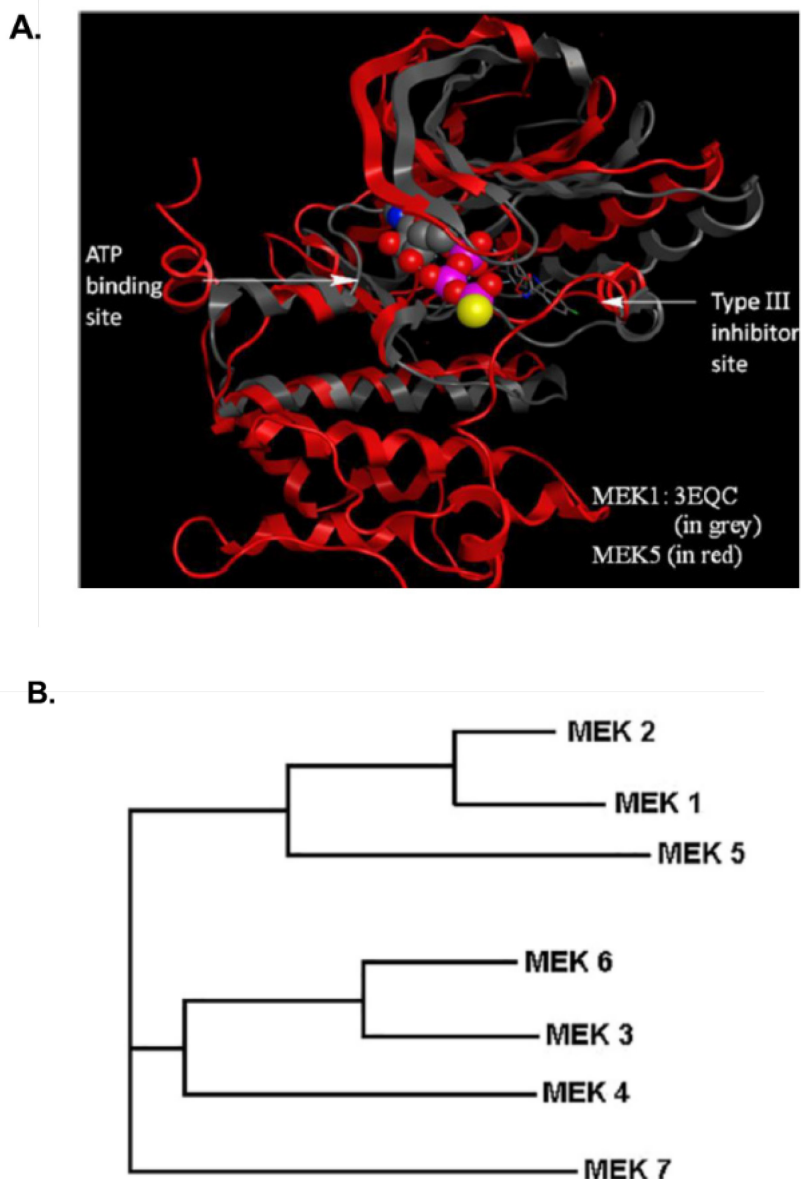 A.
ATP
binding
site
Type III
inhibitor
site
MEK1: 3EQC
(in grey)
MEK5 (in red)
B.
MEK 2
MEK 1
MEK 5
MEK 6
MEK 3
MEK 4
MEK 7